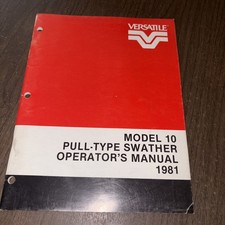 VERSATILE
MODEL 10
PULL-TYPE SWATHER
OPERATOR'S MANUAL
1981